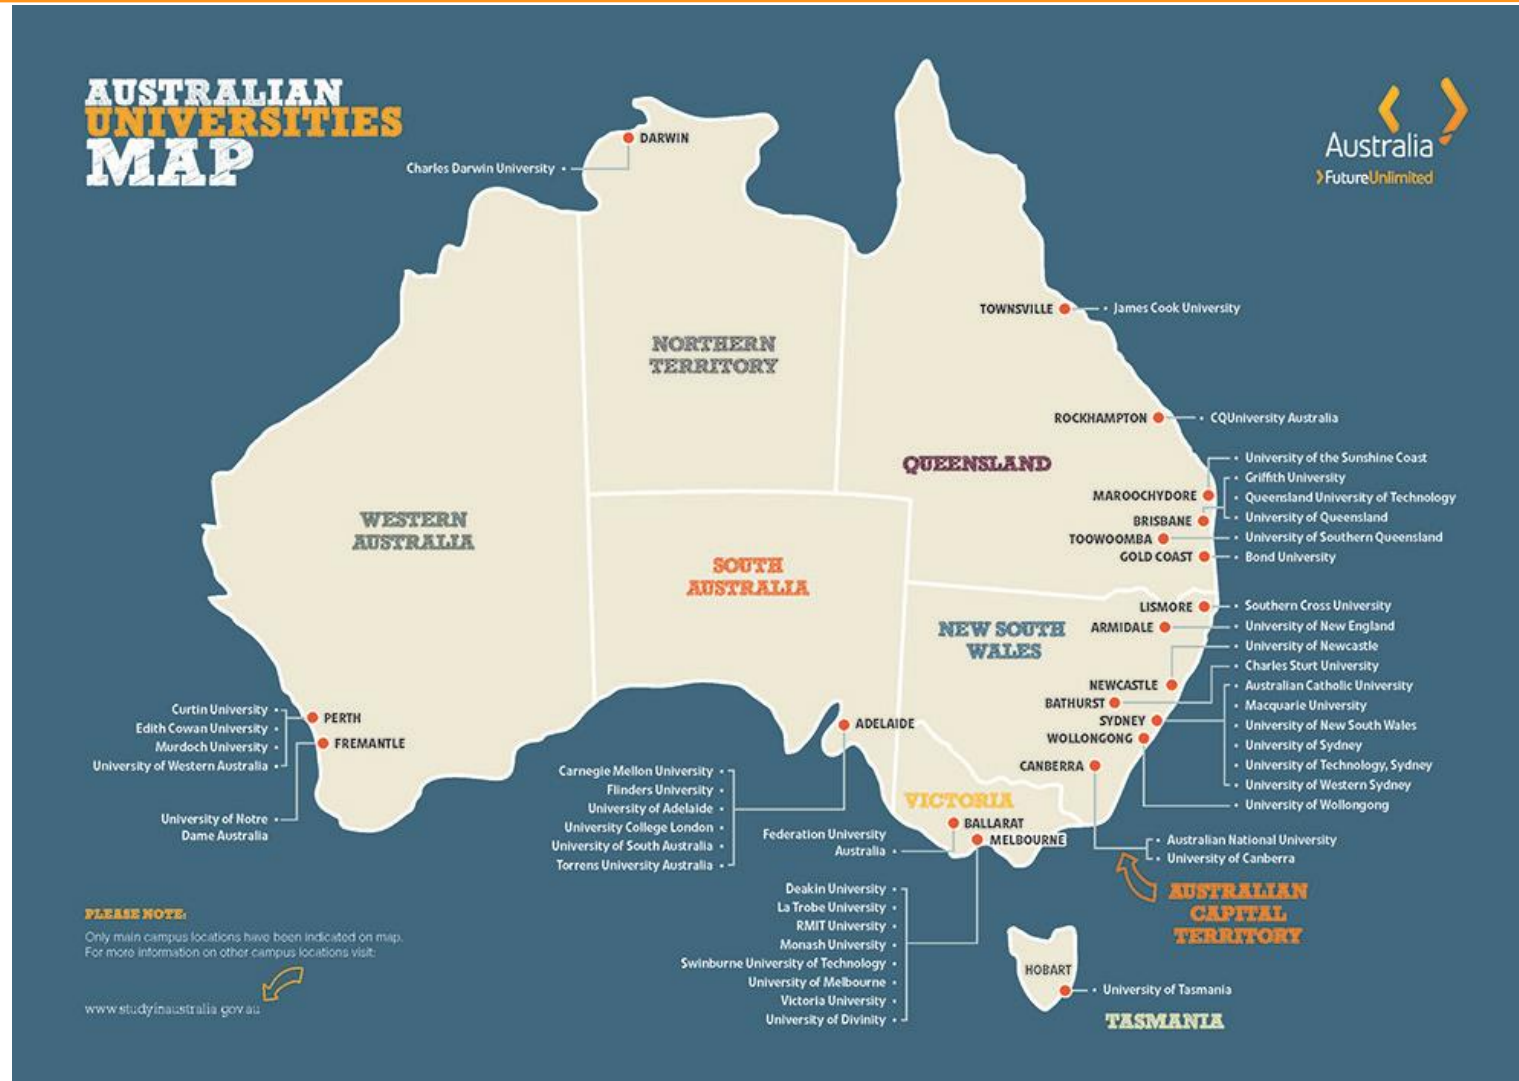 AUSTRALIAN
UNIVERSITIES
MAP
Australia
FutureUnlimited
DARWIN
Charles Darwin University
TOWNSVILLE
James Cook University
NORTHERN
TERRITORY
ROCKHAMPTON
CQUniversity Australia
QUEENSLAND
University of the Sunshine Coast
Griffith University
MAROOCHYDORE
Queensland University of Technology
BRISBANE
University of Queensland
TOOWOOMBA
University of Southern Queensland
GOLD COAST
Bond University
WESTERN
AUSTRALIA
SOUTH
AUSTRALIA
LISMORE
Southern Cross University
NEW SOUTH
WALES
ARMIDALE
University of New England
University of Newcastle
Charles Sturt University
NEWCASTLE
Australian Catholic University
BATHURST
Macquarie University
SYDNEY
University of New South Wales
WOLLONGONG
University of Sydney
CANBERRA
University of Technology, Sydney
University of Western Sydney
University of Wollongong
Curtin University
PERTH
Edith Cowan University
FREMANTLE
Murdoch University
University of Western Australia
University of Notre
Dame Australia
ADELAIDE
Carnegie Mellon University
Flinders University
University of Adelaide
University College London
University of South Australia
Torrens University Australia
VICTORIA
BALLARAT
MELBOURNE
Federation University
Australia
Australian National University
University of Canberra
AUSTRALIAN
CAPITAL
TERRITORY
Deakin University
La Trobe University
RMIT University
Monash University
Swinburne University of Technology
University of Melbourne
Victoria University
University of Divinity
HOBART
University of Tasmania
TASMANIA
PLEASE NOTE:
Only main campus locations have been indicated on map.
For more information on other campus locations visit:
www.studyinaustralia.gov.au